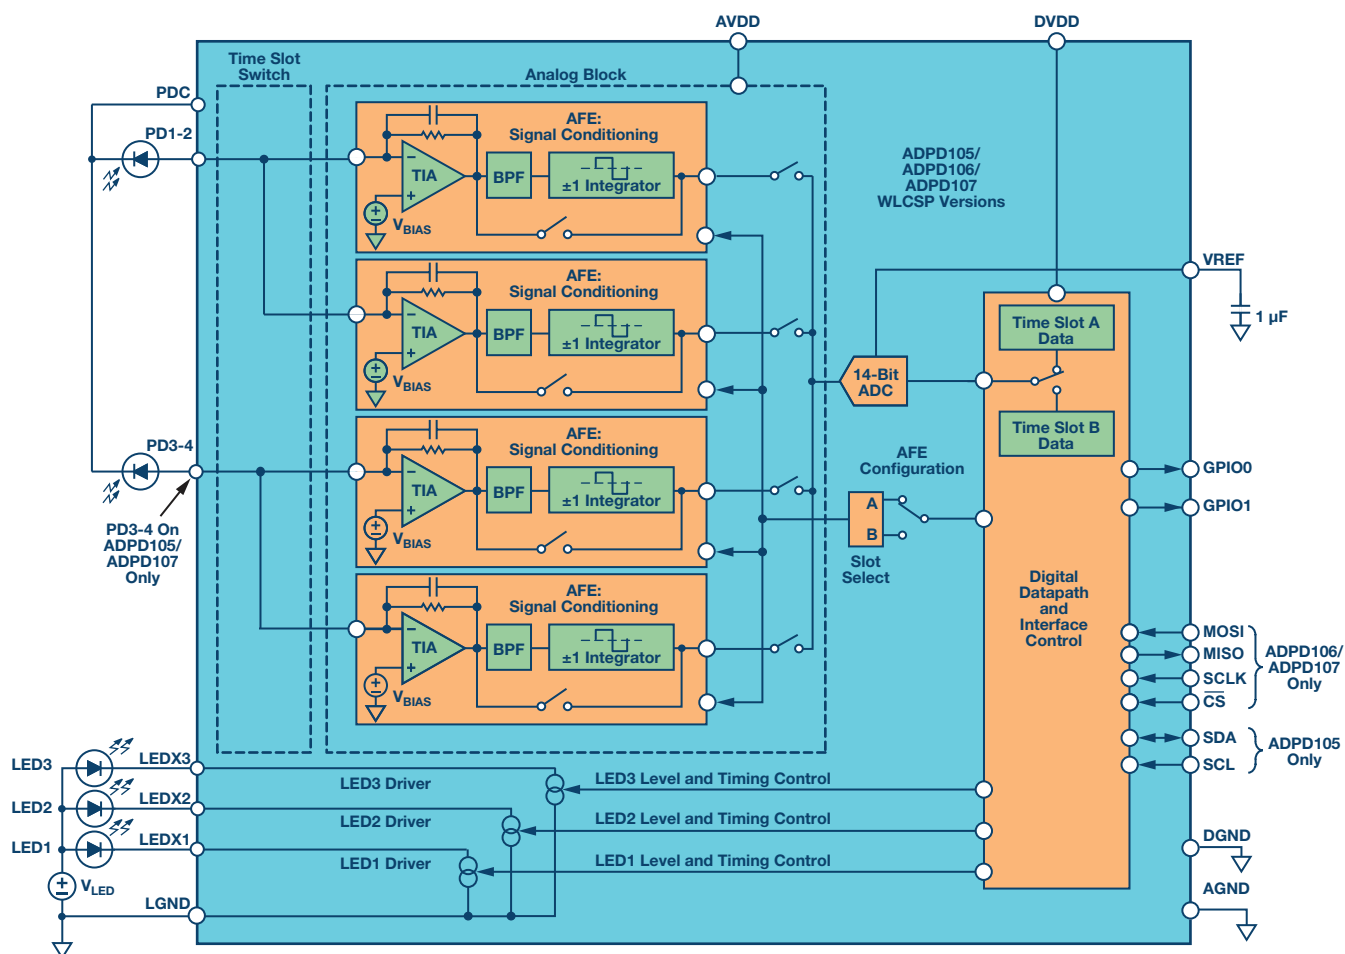 AVDD
DVDD
Time Slot
Switch
Analog Block
PDC
PD1-2
AFE:
Signal Conditioning
−
TIA
+
BPF
±1 Integrator
VBIAS
ADPD105/
ADPD106/
ADPD107
WLCSP Versions
VREF
1 µF
AFE:
Signal Conditioning
−
TIA
+
BPF
±1 Integrator
VBIAS
14-Bit
ADC
Time Slot A
Data
Time Slot B
Data
PD3-4
PD3-4 On
ADPD105/
ADPD107
Only
AFE:
Signal Conditioning
−
TIA
+
BPF
±1 Integrator
VBIAS
AFE
Configuration
A
B
Slot
Select
GPIO0
GPIO1
Digital
Datapath
and
Interface
Control
AFE:
Signal Conditioning
−
TIA
+
BPF
±1 Integrator
VBIAS
MOSI
MISO
SCLK
CS
ADPD106/
ADPD107
Only
SDA
SCL
ADPD105
Only
LED3
LEDX3
LED3 Driver
LED3 Level and Timing Control
LED2
LEDX2
LED2 Driver
LED2 Level and Timing Control
LED1
LEDX1
LED1 Driver
LED1 Level and Timing Control
VLED
LGND
DGND
AGND